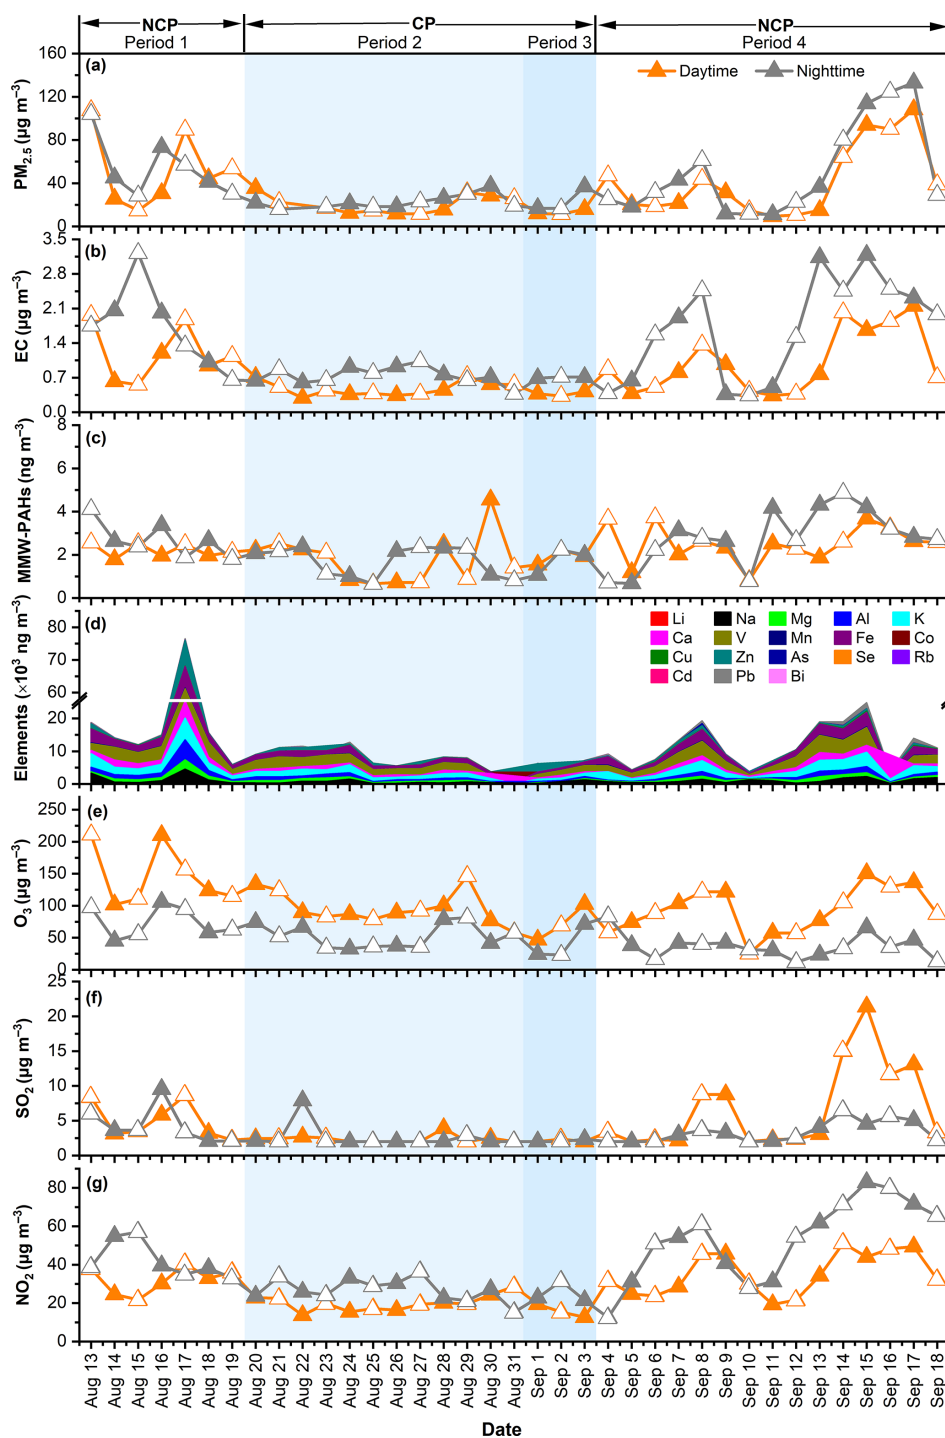 NCP CP NCP
Period 1 Period 2 Period 3 Period 4
(a)
Daytime Nighttime
PM2.5 (µg m−3)
160
120
80
40
0
(b)
EC (µg m−3)
3.5
2.8
2.1
1.4
0.7
0.0
(c)
MMW-PAHs (ng m−3)
8
6
4
2
0
(d)
Elements (×10³ ng m−3)
80
70
60
20
10
0
Li Na Mg Al K
Ca V Mn Fe Co
Cu Zn As Se Rb
Cd Pb Bi
(e)
O3 (µg m−3)
250
200
150
100
50
0
(f)
SO2 (µg m−3)
25
20
15
10
5
0
(g)
NO2 (µg m−3)
80
60
40
20
0
Aug 13
Aug 14
Aug 15
Aug 16
Aug 17
Aug 18
Aug 19
Aug 20
Aug 21
Aug 22
Aug 23
Aug 24
Aug 25
Aug 26
Aug 27
Aug 28
Aug 29
Aug 30
Aug 31
Sep 1
Sep 2
Sep 3
Sep 4
Sep 5
Sep 6
Sep 7
Sep 8
Sep 9
Sep 10
Sep 11
Sep 12
Sep 13
Sep 14
Sep 15
Sep 16
Sep 17
Sep 18
Date